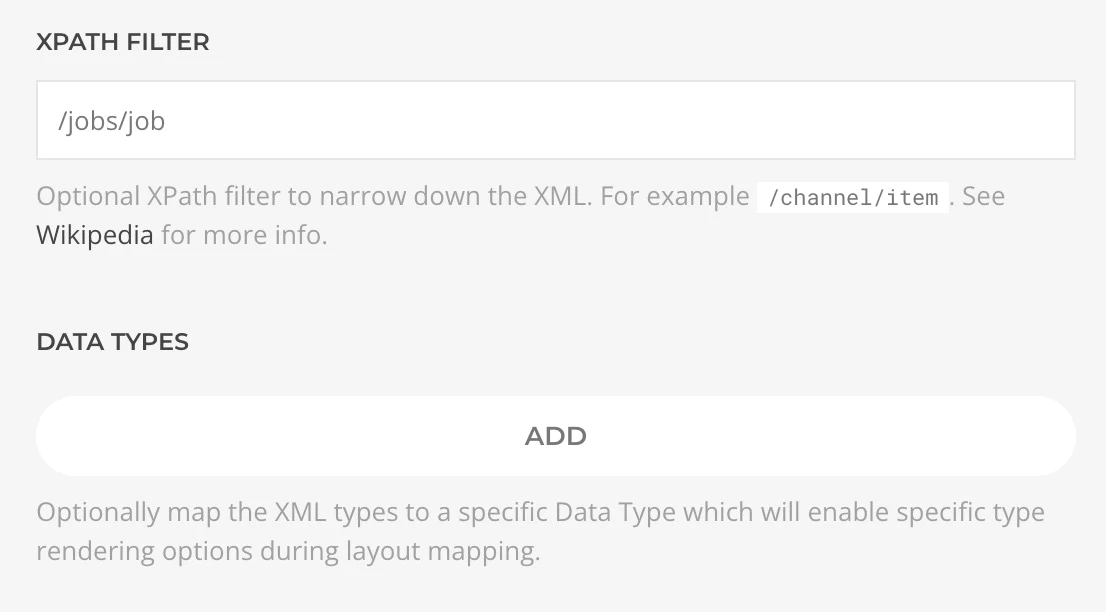 XPATH FILTER
/jobs/job
Optional XPath filter to narrow down the XML. For example /channel/item. See
Wikipedia for more info.
DATA TYPES
ADD
Optionally map the XML types to a specific Data Type which will enable specific type
rendering options during layout mapping.